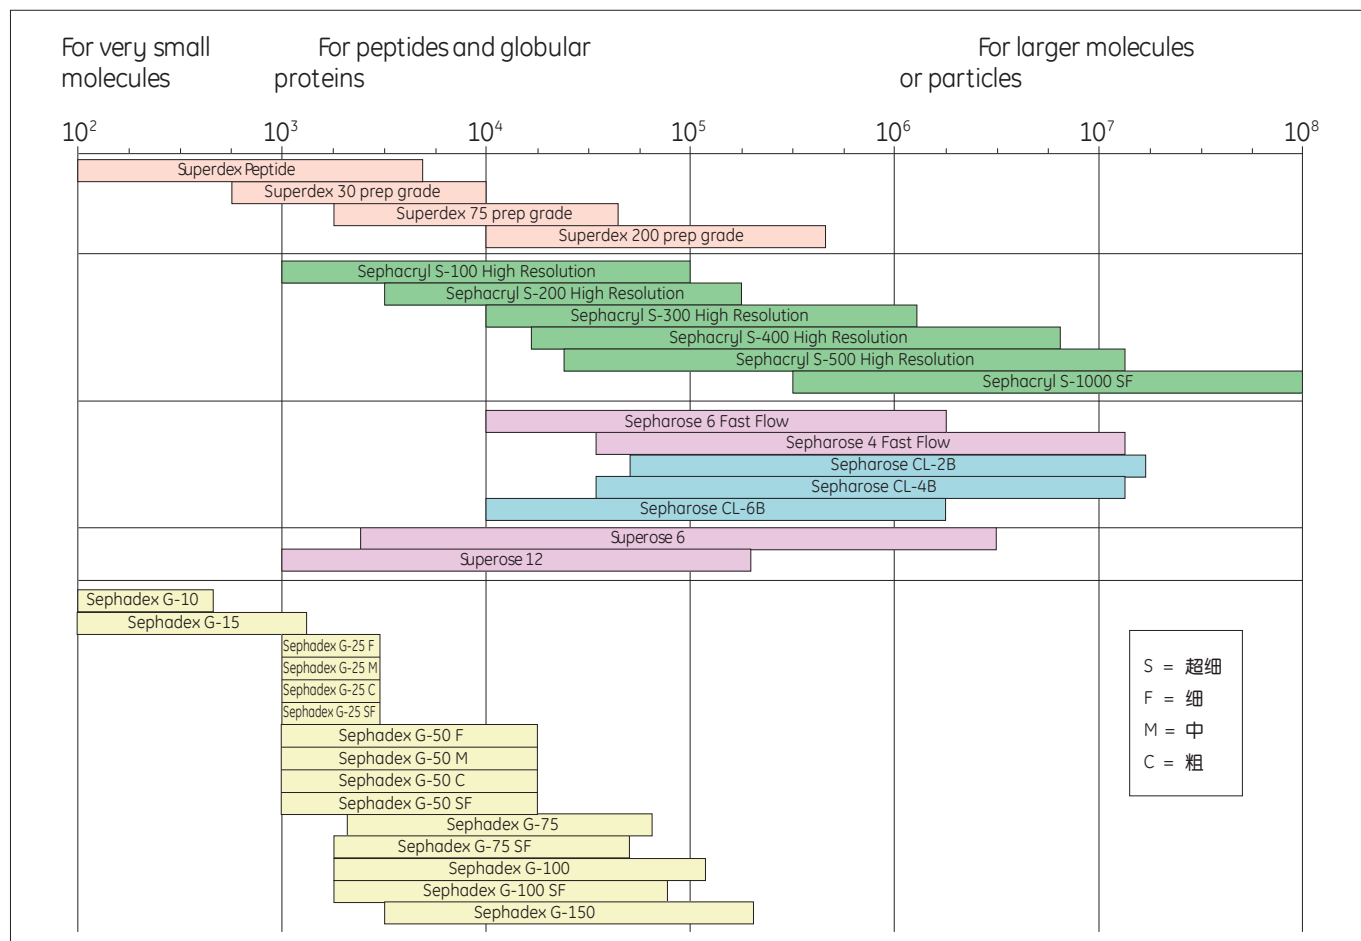 For very small
molecules
For peptides and globular
proteins
For larger molecules
or particles
10² 10³ 10⁴ 10⁵ 10⁶ 10⁷ 10⁸
Superdex Peptide
Superdex 30 prep grade
Superdex 75 prep grade
Superdex 200 prep grade
Sephacryl S-100 High Resolution
Sephacryl S-200 High Resolution
Sephacryl S-300 High Resolution
Sephacryl S-400 High Resolution
Sephacryl S-500 High Resolution
Sephacryl S-1000 SF
Sepharose 6 Fast Flow
Sepharose 4 Fast Flow
Sepharose CL-2B
Sepharose CL-4B
Sepharose CL-6B
Superose 6
Superose 12
Sephadex G-10
Sephadex G-15
Sephadex G-25 F
Sephadex G-25 M
Sephadex G-25 C
Sephadex G-25 SF
Sephadex G-50 F
Sephadex G-50 M
Sephadex G-50 C
Sephadex G-50 SF
Sephadex G-75
Sephadex G-75 SF
Sephadex G-100
Sephadex G-100 SF
Sephadex G-150
S = 超细
F = 细
M = 中
C = 粗